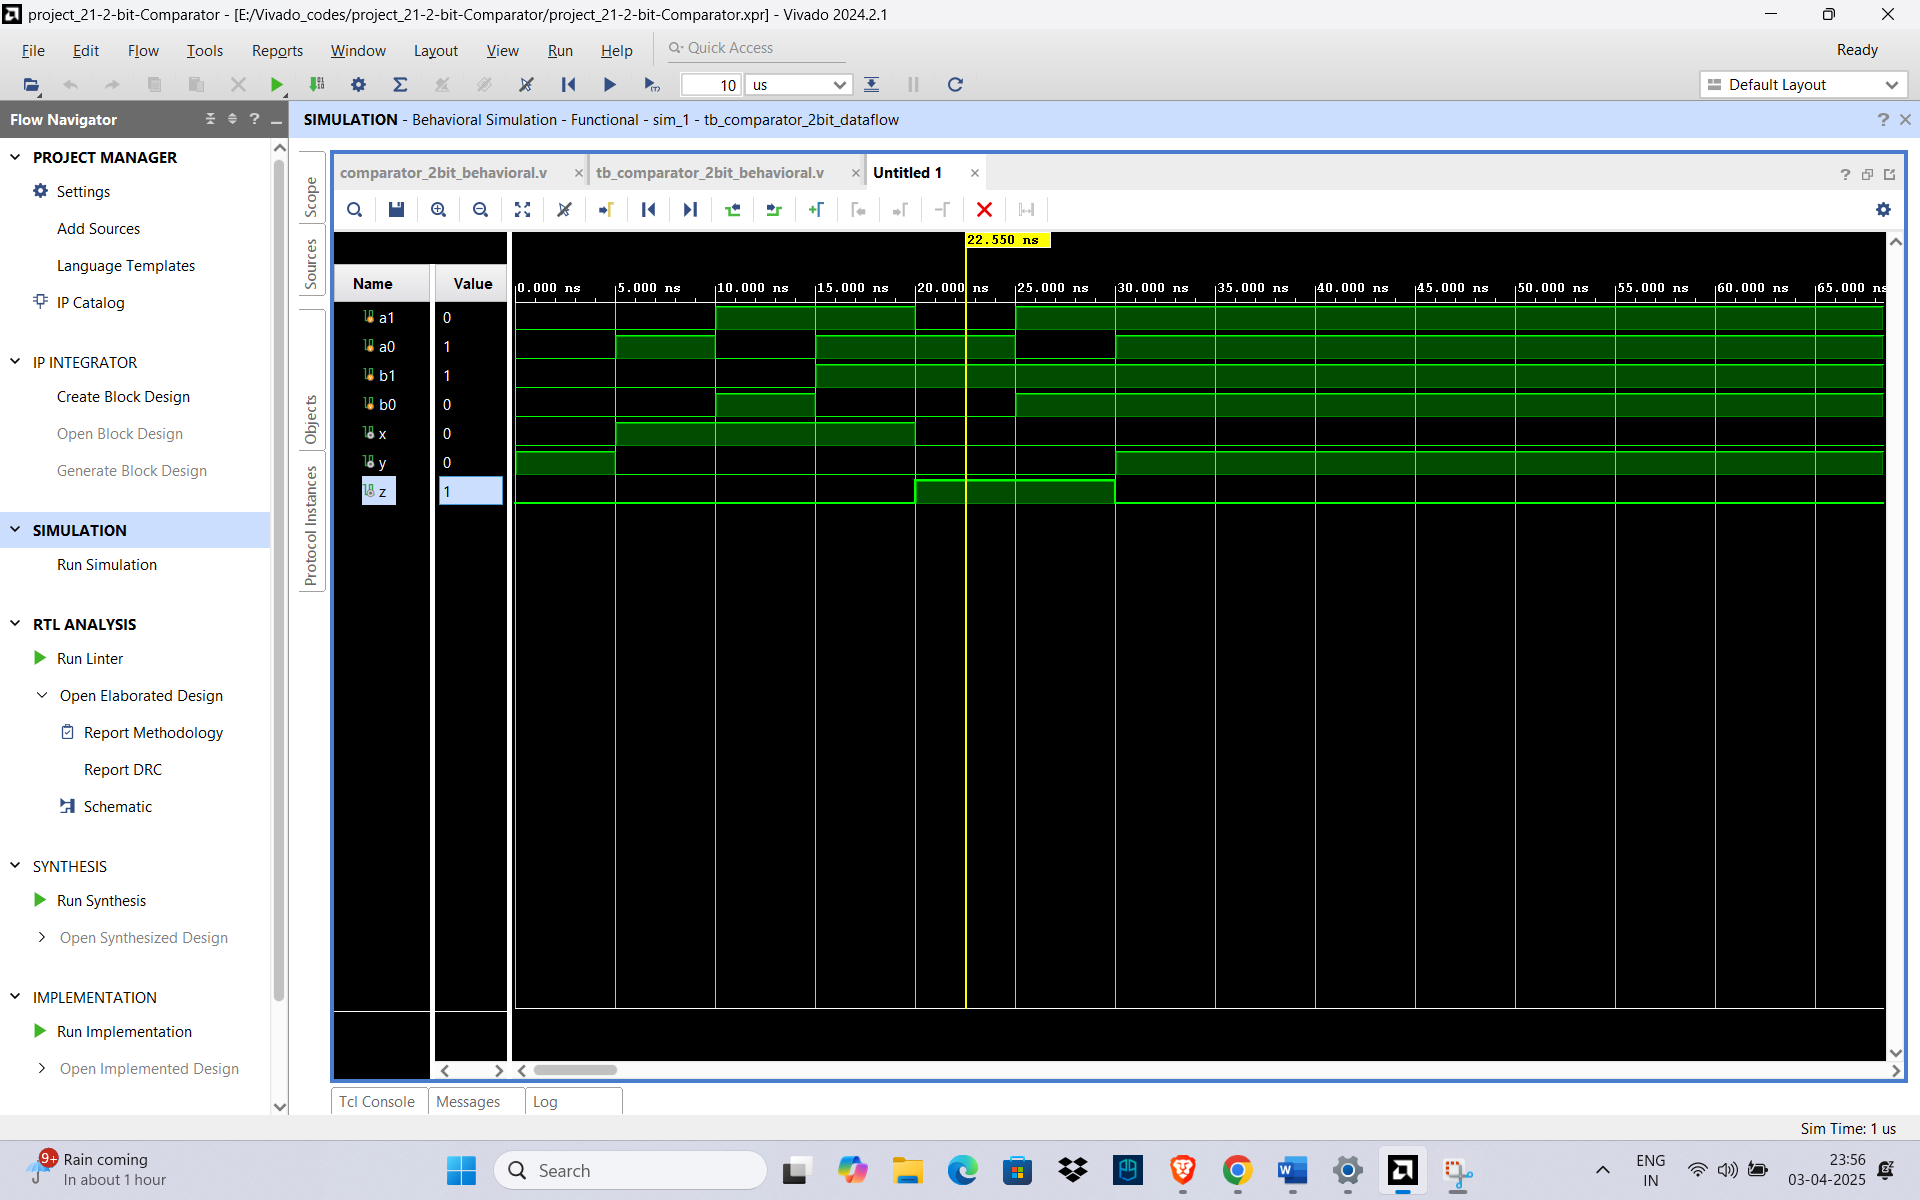 project_21-2-bit-Comparator - [E:/Vivado_codes/project_21-2-bit-Comparator/project_21-2-bit-Comparator.xpr] - Vivado 2024.2.1
File Edit Flow Tools Reports Window Layout View Run Help Quick Access Ready
10 us Default Layout
Flow Navigator
SIMULATION - Behavioral Simulation - Functional - sim_1 - tb_comparator_2bit_dataflow
PROJECT MANAGER
Settings
Add Sources
Language Templates
IP Catalog
IP INTEGRATOR
Create Block Design
Open Block Design
Generate Block Design
SIMULATION
Run Simulation
RTL ANALYSIS
Run Linter
Open Elaborated Design
Report Methodology
Report DRC
Schematic
SYNTHESIS
Run Synthesis
Open Synthesized Design
IMPLEMENTATION
Run Implementation
Open Implemented Design
Scope
Sources
Objects
Protocol Instances
comparator_2bit_behavioral.v tb_comparator_2bit_behavioral.v Untitled 1
22.550 ns
Name Value
0.000 ns 5.000 ns 10.000 ns 15.000 ns 20.000 ns 25.000 ns 30.000 ns 35.000 ns 40.000 ns 45.000 ns 50.000 ns 55.000 ns 60.000 ns 65.000 ns
a1 0
a0 1
b1 1
b0 0
x 0
y 0
z 1
Tcl Console Messages Log
Sim Time: 1 us
9+ Rain coming
In about 1 hour
Search
ENG
IN
23:56
03-04-2025